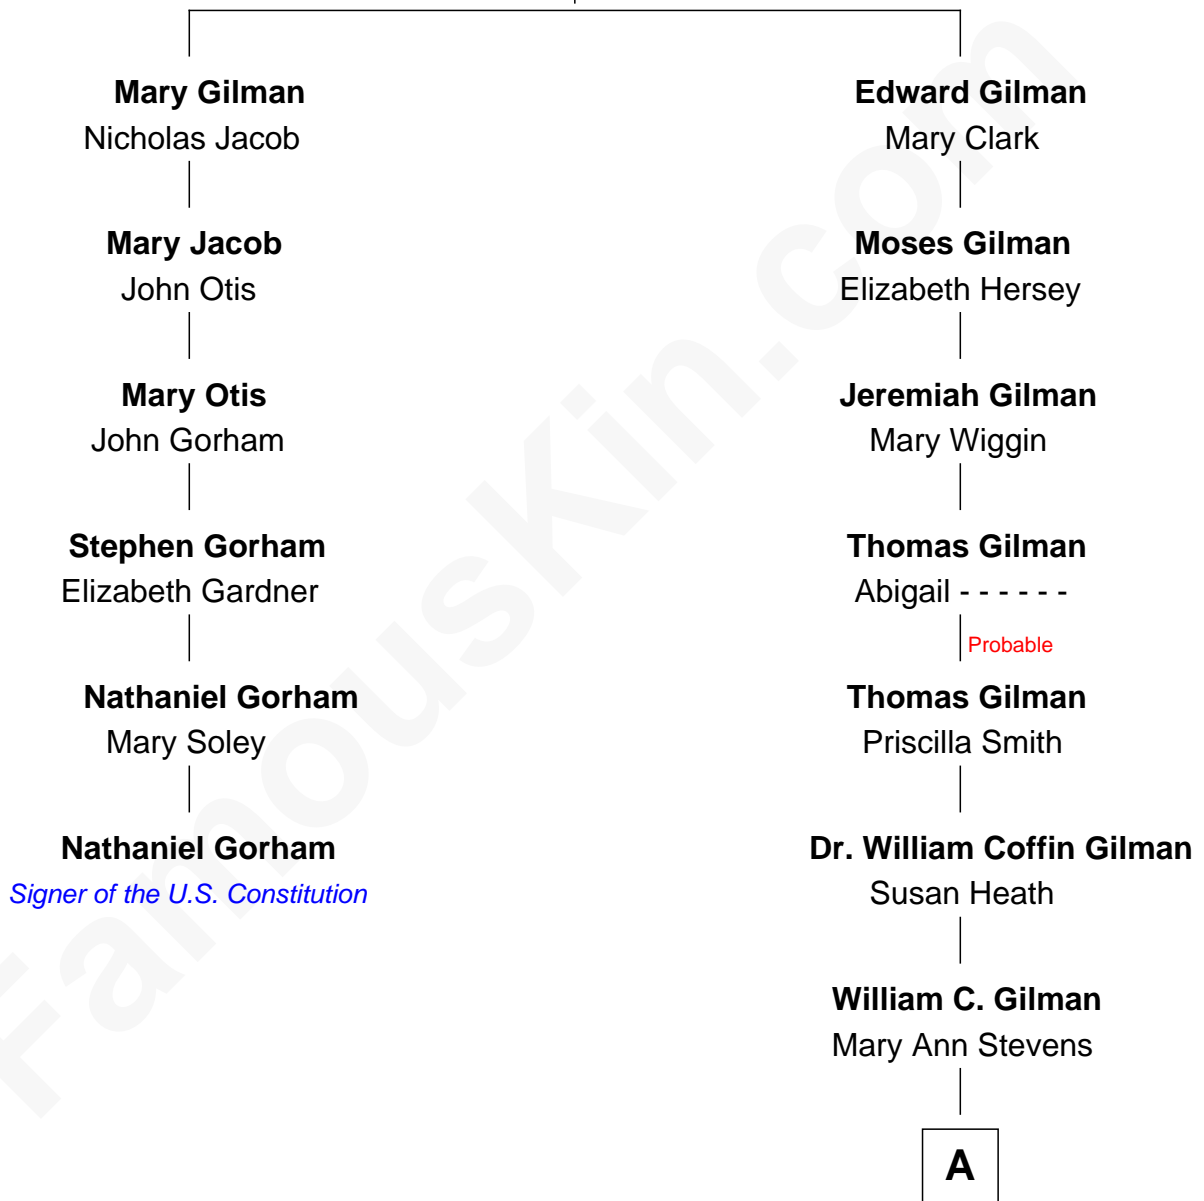 Mary Gilman
Nicholas Jacob
Mary Jacob
John Otis
Mary Otis
John Gorham
Stephen Gorham
Elizabeth Gardner
Nathaniel Gorham
Mary Soley
Nathaniel Gorham
Signer of the U.S. Constitution
Edward Gilman
Mary Clark
Moses Gilman
Elizabeth Hersey
Jeremiah Gilman
Mary Wiggin
Thomas Gilman
Abigail - - - - - -
Probable
Thomas Gilman
Priscilla Smith
Dr. William Coffin Gilman
Susan Heath
William C. Gilman
Mary Ann Stevens
A
FamousKin.com